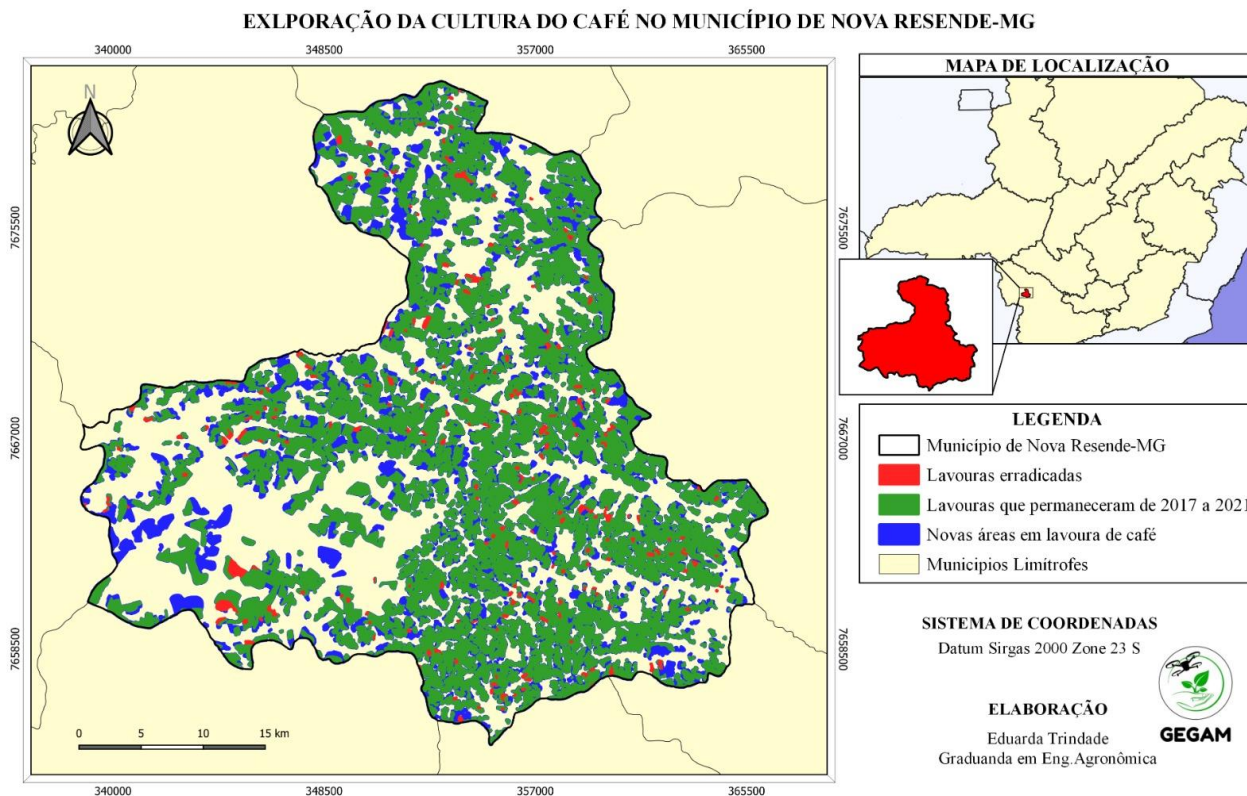 EXLPORAÇÃO DA CULTURA DO CAFÉ NO MUNICÍPIO DE NOVA RESENDE-MG
340000
348500
357000
365500
N
7675500
7667000
7658500
0
5
10
15 km
7675500
7667000
7658500
340000
348500
357000
365500
MAPA DE LOCALIZAÇÃO
LEGENDA
Município de Nova Resende-MG
Lavouras erradicadas
Lavouras que permaneceram de 2017 a 2021
Novas áreas em lavoura de café
Municípios Limítrofes
SISTEMA DE COORDENADAS
Datum Sirgas 2000 Zone 23 S
ELABORAÇÃO
Eduarda Trindade
Graduanda em Eng.Agronômica
GEGAM